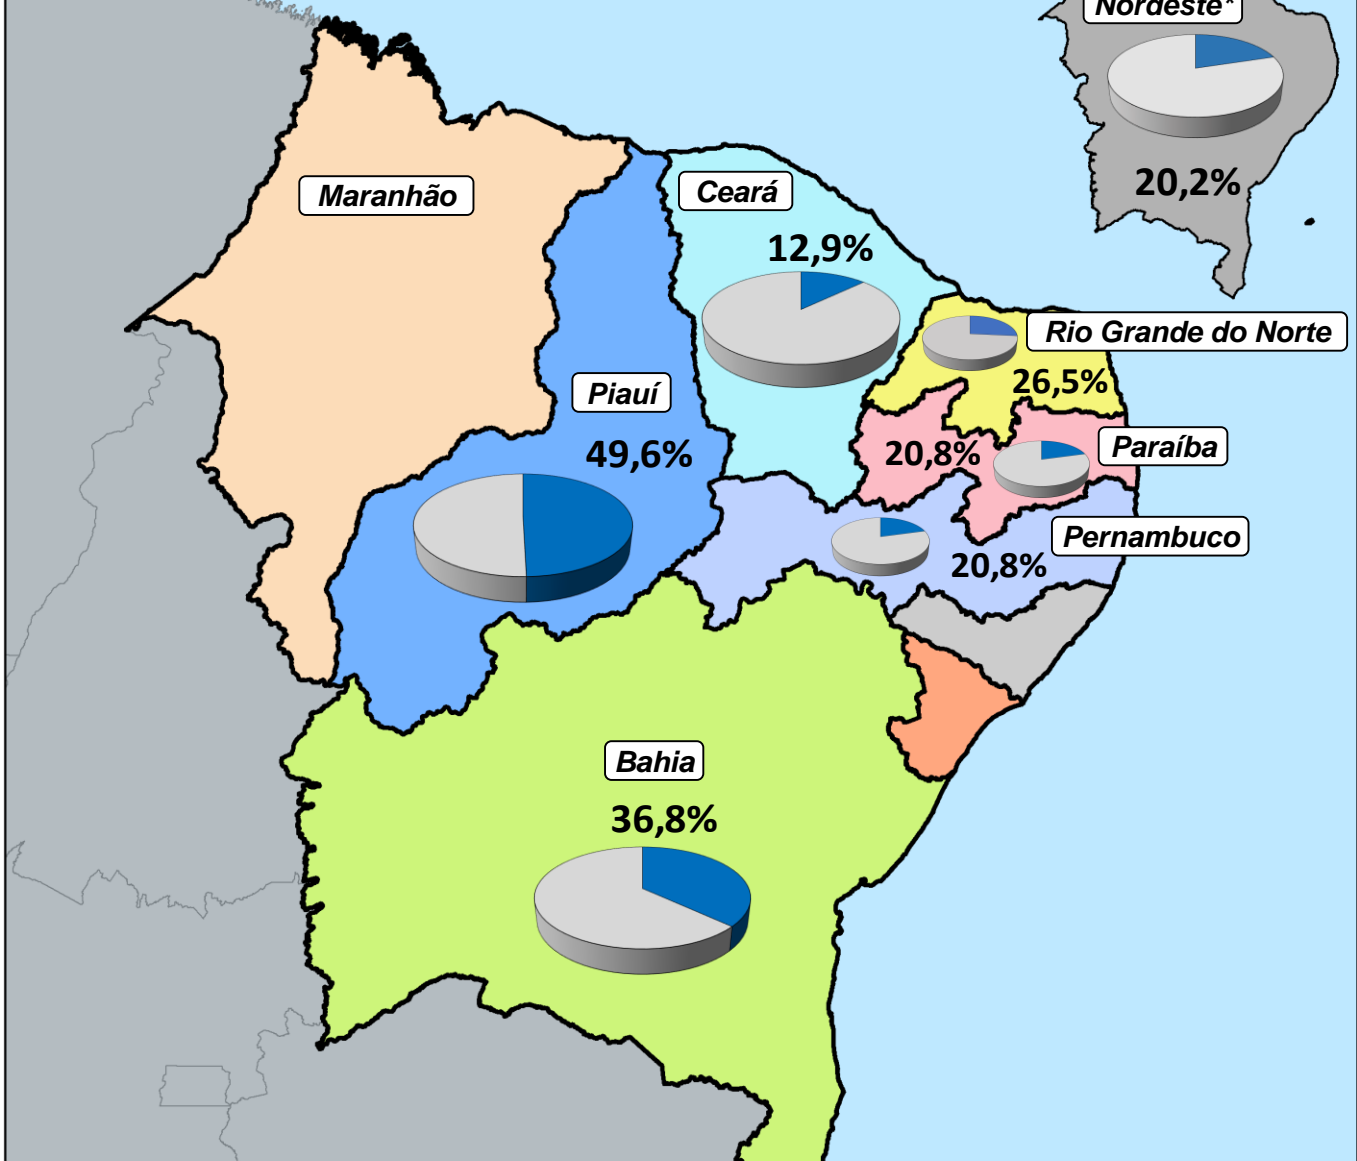 Nordeste*
20,2%
Maranhão
Ceará
12,9%
Rio Grande do Norte
26,5%
Piauí
49,6%
Paraíba
20,8%
Pernambuco
20,8%
Bahia
36,8%